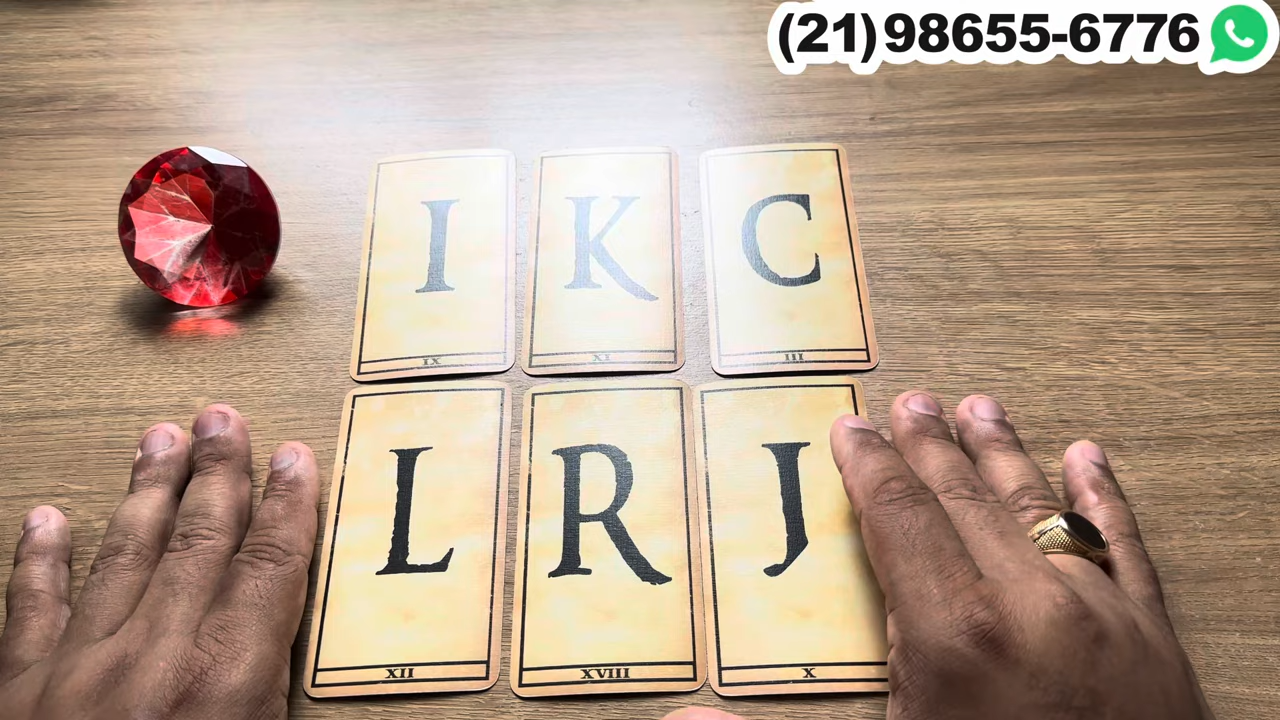 (21)98655-6776
I K C
IX XI III
L R J
XII XVIII X